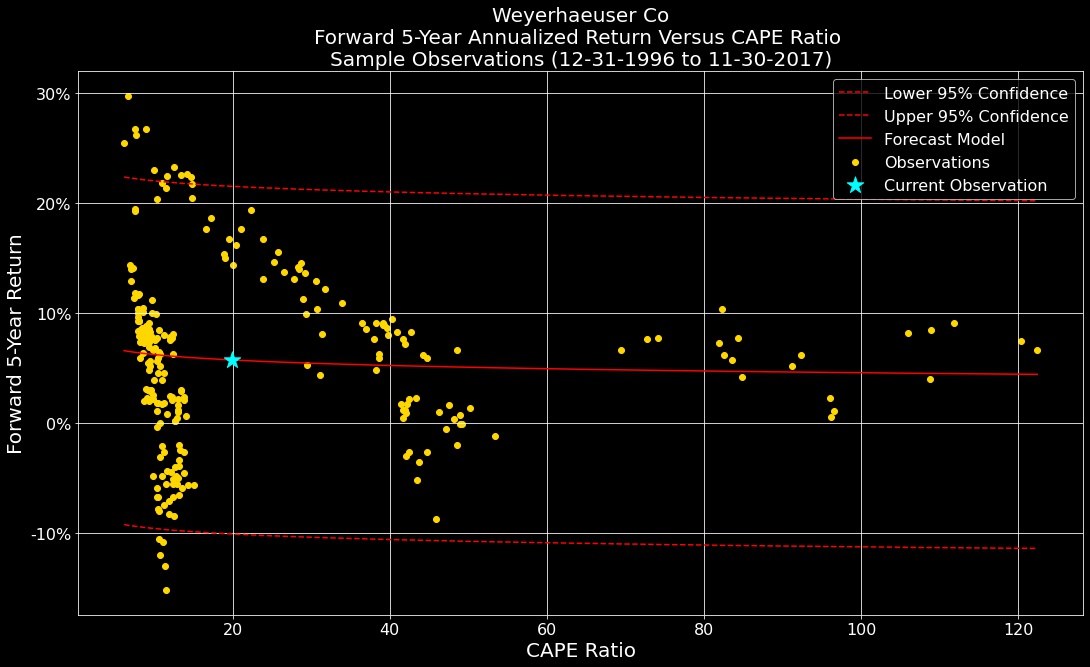 Weyerhaeuser Co
Forward 5-Year Annualized Return Versus CAPE Ratio
Sample Observations (12-31-1996 to 11-30-2017)
Lower 95% Confidence
Upper 95% Confidence
Forecast Model
Observations
Current Observation
Forward 5-Year Return
30%
20%
10%
0%
-10%
20
40
60
80
100
120
CAPE Ratio